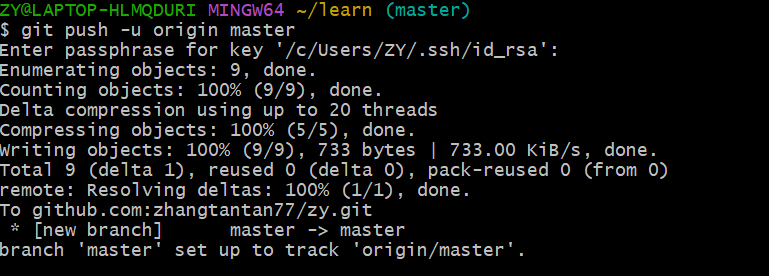 ZY@LAPTOP-HLMQDURI MINGW64 ~/learn (master)
$ git push -u origin master
Enter passphrase for key '/c/Users/ZY/.ssh/id_rsa':
Enumerating objects: 9, done.
Counting objects: 100% (9/9), done.
Delta compression using up to 20 threads
Compressing objects: 100% (5/5), done.
Writing objects: 100% (9/9), 733 bytes | 733.00 KiB/s, done.
Total 9 (delta 1), reused 0 (delta 0), pack-reused 0 (from 0)
remote: Resolving deltas: 100% (1/1), done.
To github.com:zhangtantan77/zy.git
 * [new branch]      master -> master
branch 'master' set up to track 'origin/master'.